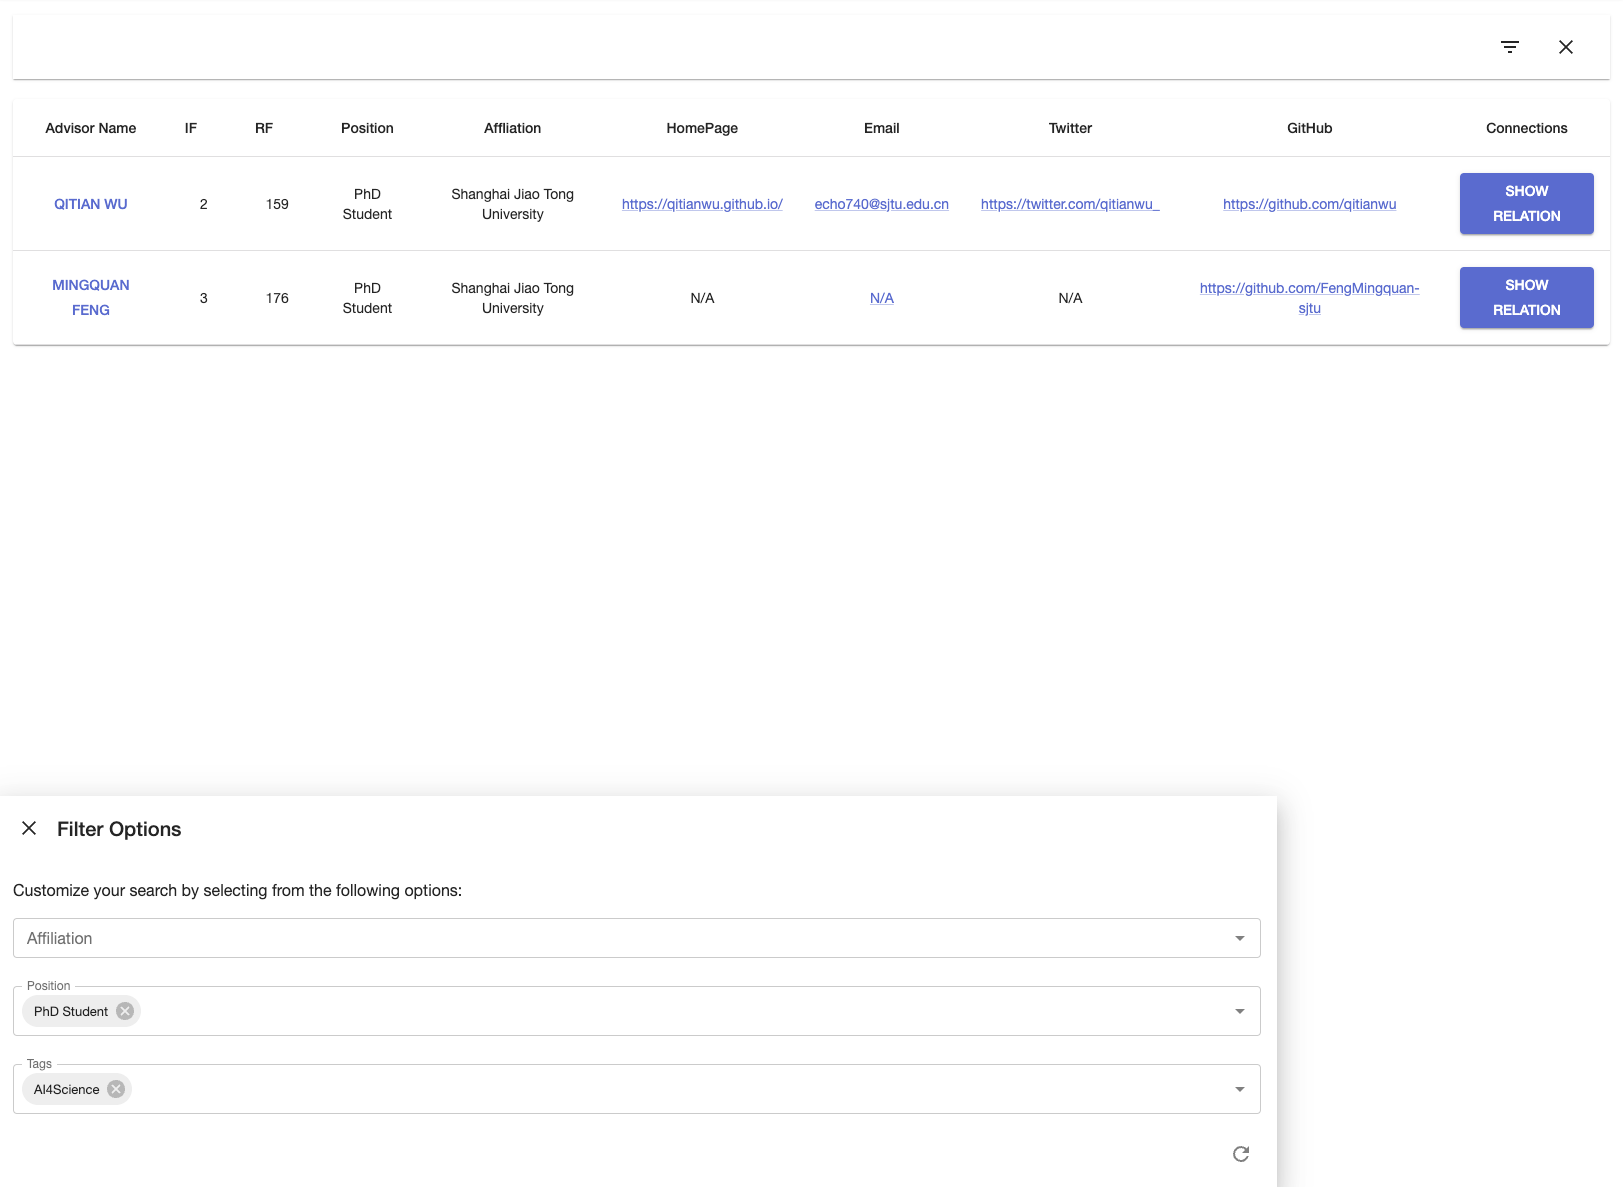 Advisor Name IF RF Position Affliation HomePage Email Twitter GitHub Connections
QITIAN WU 2 159 PhD Student Shanghai Jiao Tong University https://qitianwu.github.io/ echo740@sjtu.edu.cn https://twitter.com/qitianwu_ https://github.com/qitianwu SHOW RELATION
MINGQUAN FENG 3 176 PhD Student Shanghai Jiao Tong University N/A N/A N/A https://github.com/FengMingquan-sjtu SHOW RELATION
Filter Options
Customize your search by selecting from the following options:
Affiliation
Position
PhD Student
Tags
AI4Science